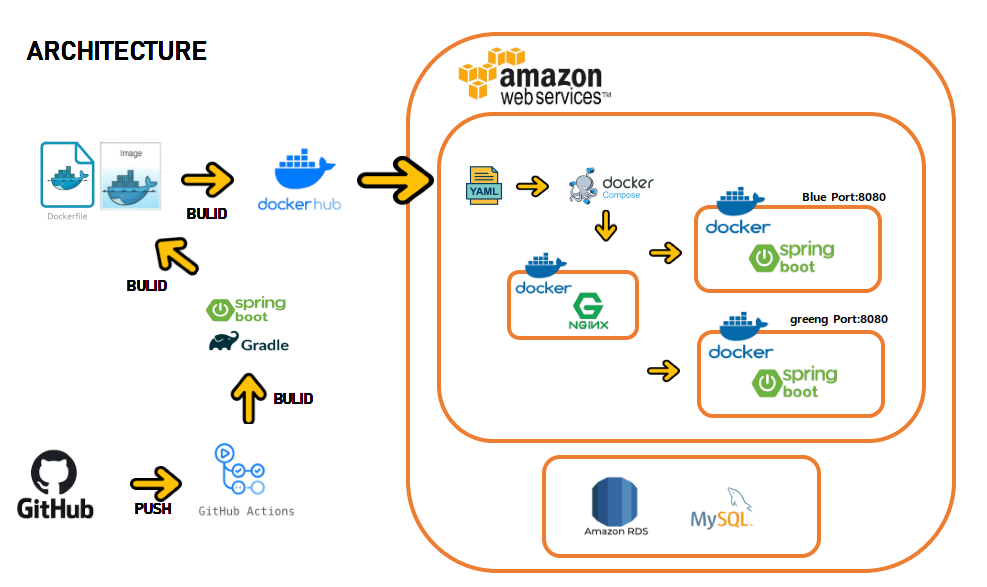 ARCHITECTURE
amazon
web services™
Image
Dockerfile
BULID
docker hub
YAML
docker
Compose
Blue Port:8080
docker
spring
boot
docker
NGINX
greeng Port:8080
docker
spring
boot
BULID
spring
boot
Gradle
BULID
GitHub
PUSH
GitHub Actions
Amazon RDS
MySQL